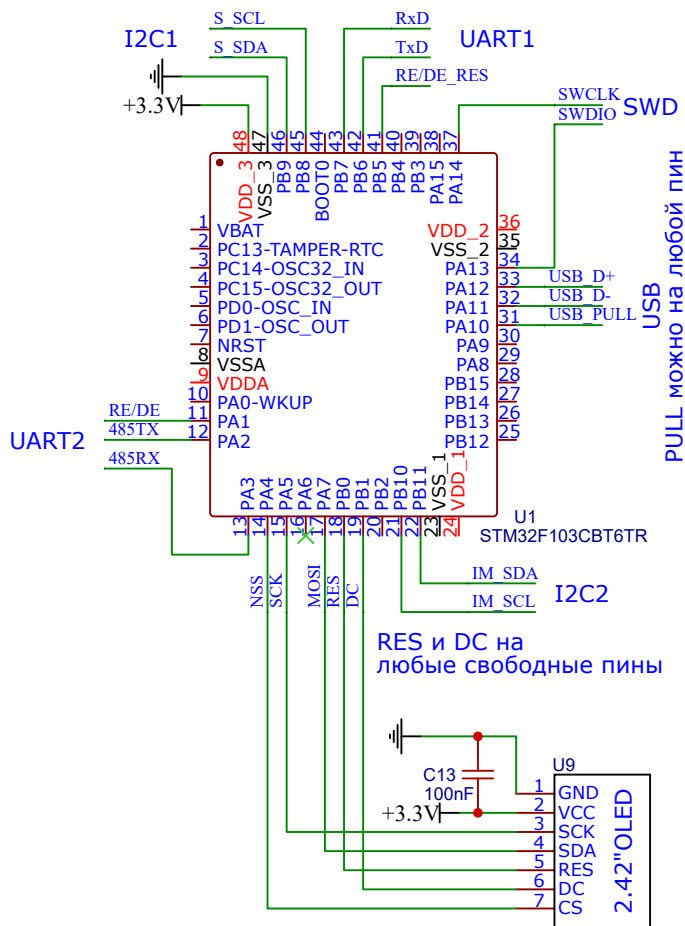 S_SCL
I2C1
S_SDA
+3.3V
RxD
UART1
TxD
RE/DE_RES
SWCLK
SWD
SWDIO
48
47
46
45
44
43
42
41
40
39
38
37
VDD_3
VSS_3
PB9
PB8
BOOT0
PB7
PB6
PB5
PB4
PB3
PA15
PA14
1 VBAT
2 PC13-TAMPER-RTC
3 PC14-OSC32_IN
4 PC15-OSC32_OUT
5 PD0-OSC_IN
6 PD1-OSC_OUT
7 NRST
8 VSSA
9 VDDA
10 PA0-WKUP
11 PA1
12 PA2
VDD_2 36
VSS_2 35
PA13 34
PA12 33
PA11 32
PA10 31
PA9 30
PA8 29
PB15 28
PB14 27
PB13 26
PB12 25
USB_D+
USB_D-
USB_PULL
USB
PULL можно на любой пин
RE/DE
UART2
485TX
485RX
PA3
PA4
PA5
PA6
PA7
PB0
PB1
PB2
PB10
PB11
VSS_1
VDD_1
13
14
15
16
17
18
19
20
21
22
23
24
U1
STM32F103CBT6TR
NSS
SCK
MOSI
RES
DC
IM_SDA
I2C2
IM_SCL
RES и DC на
любые свободные пины
C13
100nF
+3.3V
U9
1 GND
2 VCC
3 SCK
4 SDA
5 RES
6 DC
7 CS
2.42"OLED